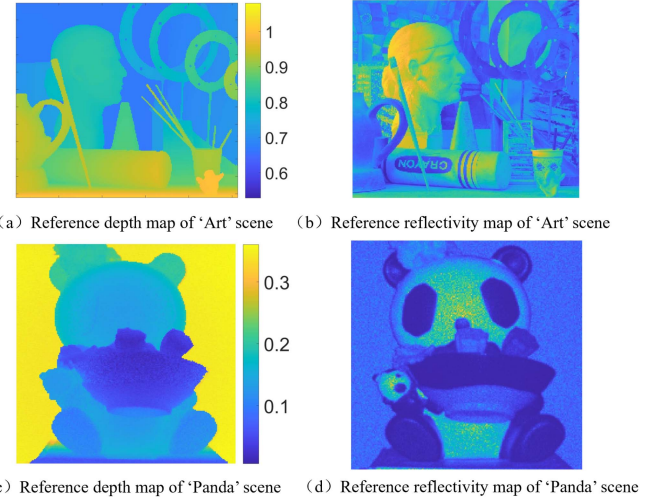 1
0.9
0.8
0.7
0.6
CRAYON
(a) Reference depth map of ‘Art’ scene
(b) Reference reflectivity map of ‘Art’ scene
0.3
0.2
0.1
) Reference depth map of ‘Panda’ scene
(d) Reference reflectivity map of ‘Panda’ scene